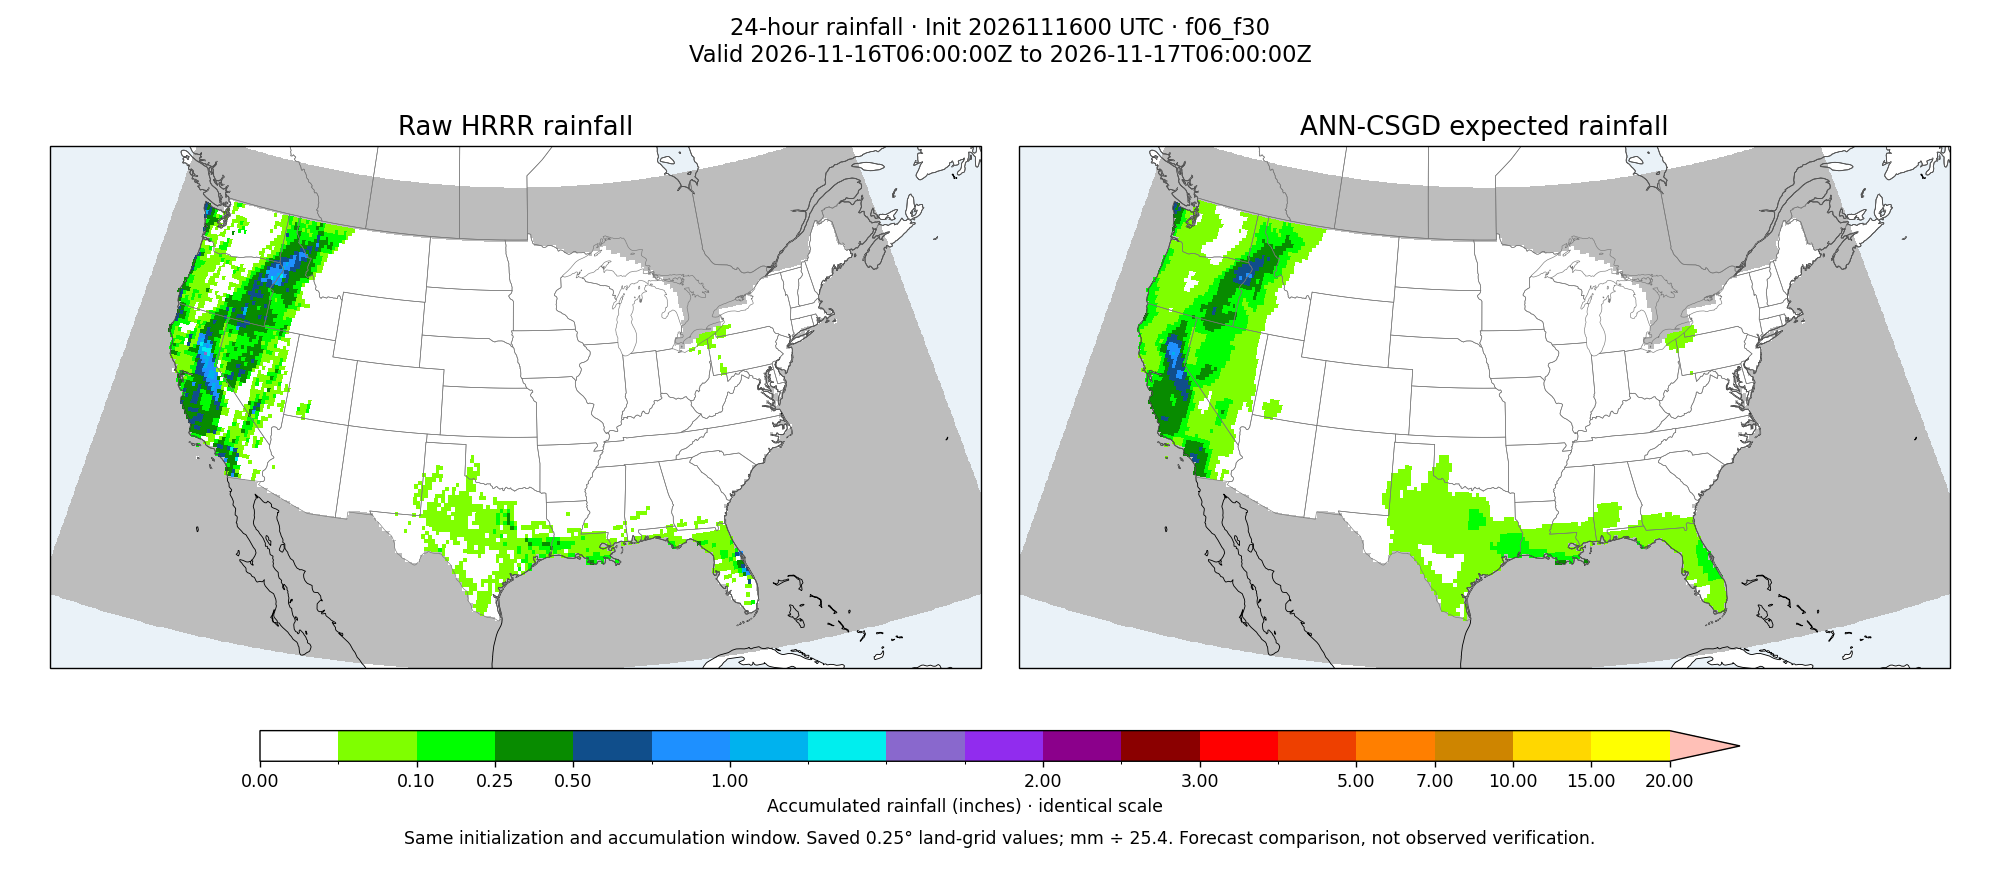 24-hour rainfall · Init 2026111600 UTC · f06_f30
Valid 2026-11-16T06:00:00Z to 2026-11-17T06:00:00Z
Raw HRRR rainfall
ANN-CSGD expected rainfall
0.00 0.10 0.25 0.50 1.00 2.00 3.00 5.00 7.00 10.00 15.00 20.00
Accumulated rainfall (inches) · identical scale
Same initialization and accumulation window. Saved 0.25° land-grid values; mm ÷ 25.4. Forecast comparison, not observed verification.